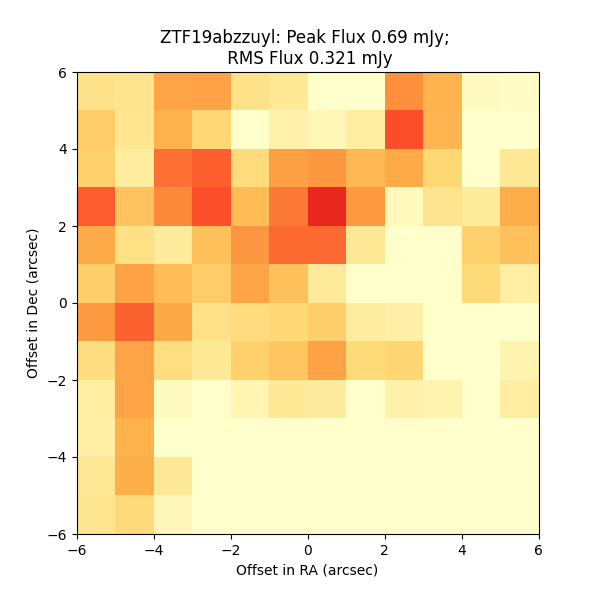 ZTF19abzzuyl: Peak Flux 0.69 mJy;
RMS Flux 0.321 mJy
6
4
2
0
−2
−4
−6
Offset in Dec (arcsec)
−6 −4 −2 0 2 4 6
Offset in RA (arcsec)